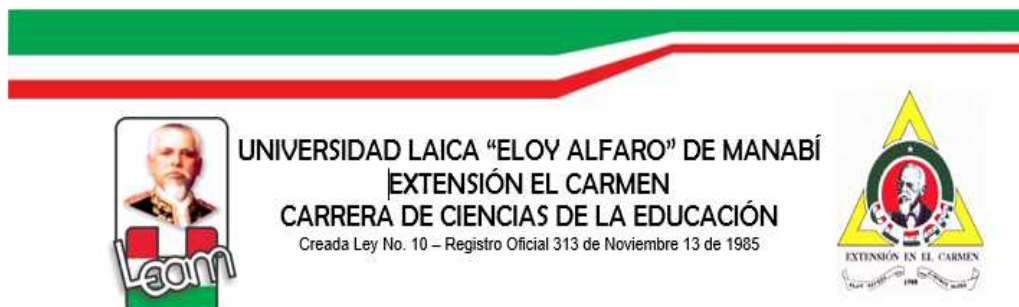 UNIVERSIDAD LAICA “ELOY ALFARO” DE MANABÍ
EXTENSIÓN EL CARMEN
CARRERA DE CIENCIAS DE LA EDUCACIÓN
Creada Ley No. 10 – Registro Oficial 313 de Noviembre 13 de 1985
Leam
EXTENSIÓN EN EL CARMEN